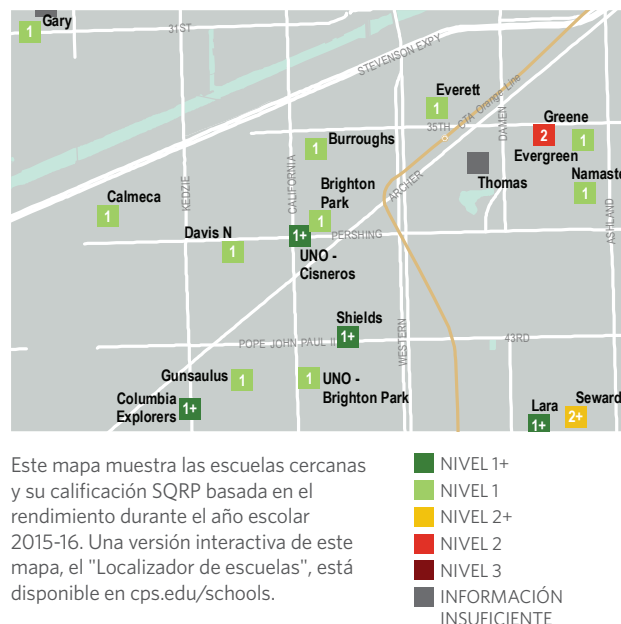 Gary
1
31ST
STEVENSON EXPY
Everett
1
CTA Orange Line
35TH
DAMEN
Greene
2
1
Evergreen
Burroughs
1
Thomas
Namaste
1
ASHLAND
KEDZIE
CALIFORNIA
Brighton
Park
1
ARCHER
Calmeca
1
Davis N
1
1+
PERSHING
UNO -
Cisneros
Shields
1+
POPE JOHN PAUL II
WESTERN
43RD
Gunsaulus
1
1
UNO -
Brighton Park
Columbia
Explorers
1+
Lara
1+
Seward
2+
Este mapa muestra las escuelas cercanas
y su calificación SQRP basada en el
rendimiento durante el año escolar
2015-16. Una versión interactiva de este
mapa, el "Localizador de escuelas", está
disponible en cps.edu/schools.
NIVEL 1+
NIVEL 1
NIVEL 2+
NIVEL 2
NIVEL 3
INFORMACIÓN
INSUFICIENTE